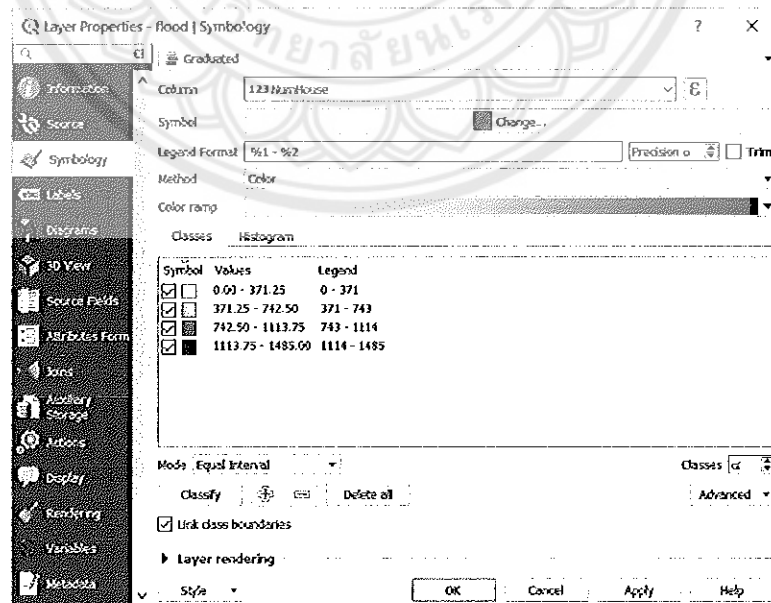 Layer Properties - flood | Symbology
? X
Graduated
Information
Column 123 NumHouse ε
Source
Symbol Change...
Symbology
Legend Format %1 - %2 Precision 0 Trim
Method Color
Labels
Color ramp
Diagrams
Classes Histogram
3D View
Symbol Values Legend
0.00 - 371.25 0 - 371
Source Fields
371.25 - 742.50 371 - 743
742.50 - 1113.75 743 - 1114
Attributes Form
1113.75 - 1485.00 1114 - 1485
Joins
Auxiliary
Storage
Actions
Mode Equal Interval Classes
Display
Classify Delete all Advanced
Rendering
Link class boundaries
Variables
Layer rendering
Metadata
Style OK Cancel Apply Help